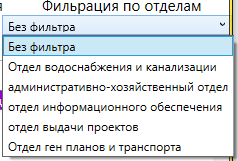 Фильрация по отделам
Без фильтра
Без фильтра
Отдел водоснабжения и канализации
административно-хозяйственный отдел
отдел информационного обеспечения
отдел выдачи проектов
Отдел ген планов и транспорта